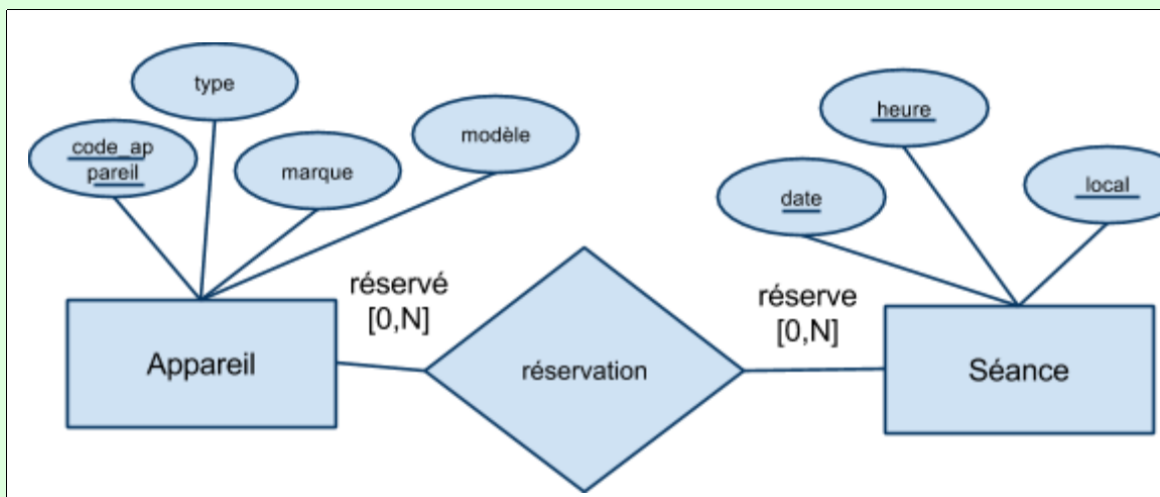 type
code_ap
pareil
marque
modèle
heure
date
local
réservé
[0,N]
réserve
[0,N]
Appareil
réservation
Séance